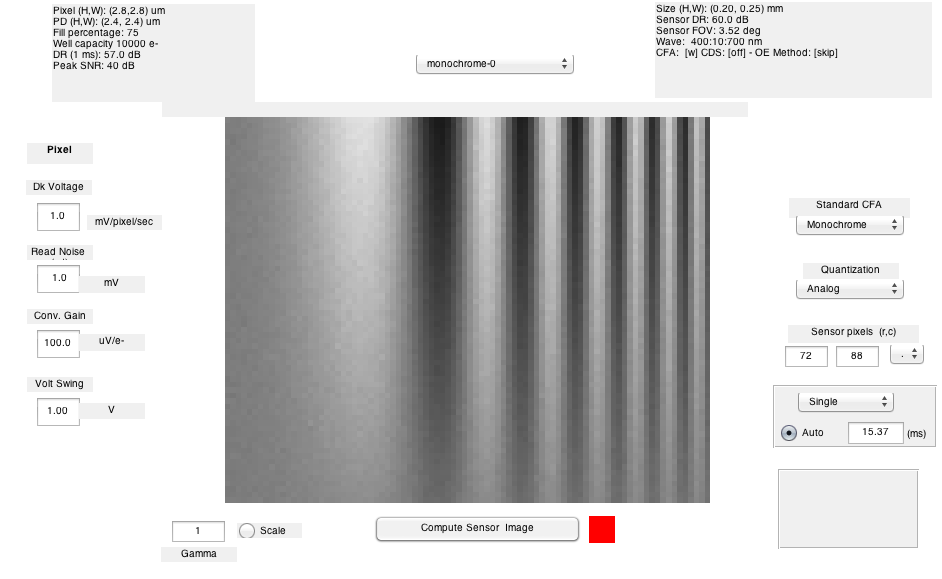 Pixel (H,W): (2.8,2.8) um
PD (H,W): (2.4, 2.4) um
Fill percentage: 75
Well capacity 10000 e-
DR (1 ms): 57.0 dB
Peak SNR: 40 dB
monochrome-0
Size (H,W): (0.20, 0.25) mm
Sensor DR: 60.0 dB
Sensor FOV: 3.52 deg
Wave: 400:10:700 nm
CFA: [w] CDS: [off] - OE Method: [skip]
Pixel
Dk Voltage
1.0 mV/pixel/sec
Read Noise
1.0 mV
Conv. Gain
100.0 uV/e-
Volt Swing
1.00 V
Standard CFA
Monochrome
Quantization
Analog
Sensor pixels (r,c)
72 88 .
Single
Auto 15.37 (ms)
1 Scale
Gamma
Compute Sensor Image